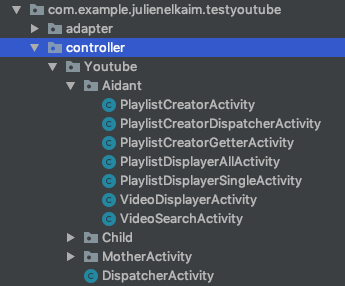 com.example.julienelkaim.testyoutube
adapter
controller
Youtube
Aidant
PlaylistCreatorActivity
PlaylistCreatorDispatcherActivity
PlaylistCreatorGetterActivity
PlaylistDisplayerAllActivity
PlaylistDisplayerSingleActivity
VideoDisplayerActivity
VideoSearchActivity
Child
MotherActivity
DispatcherActivity